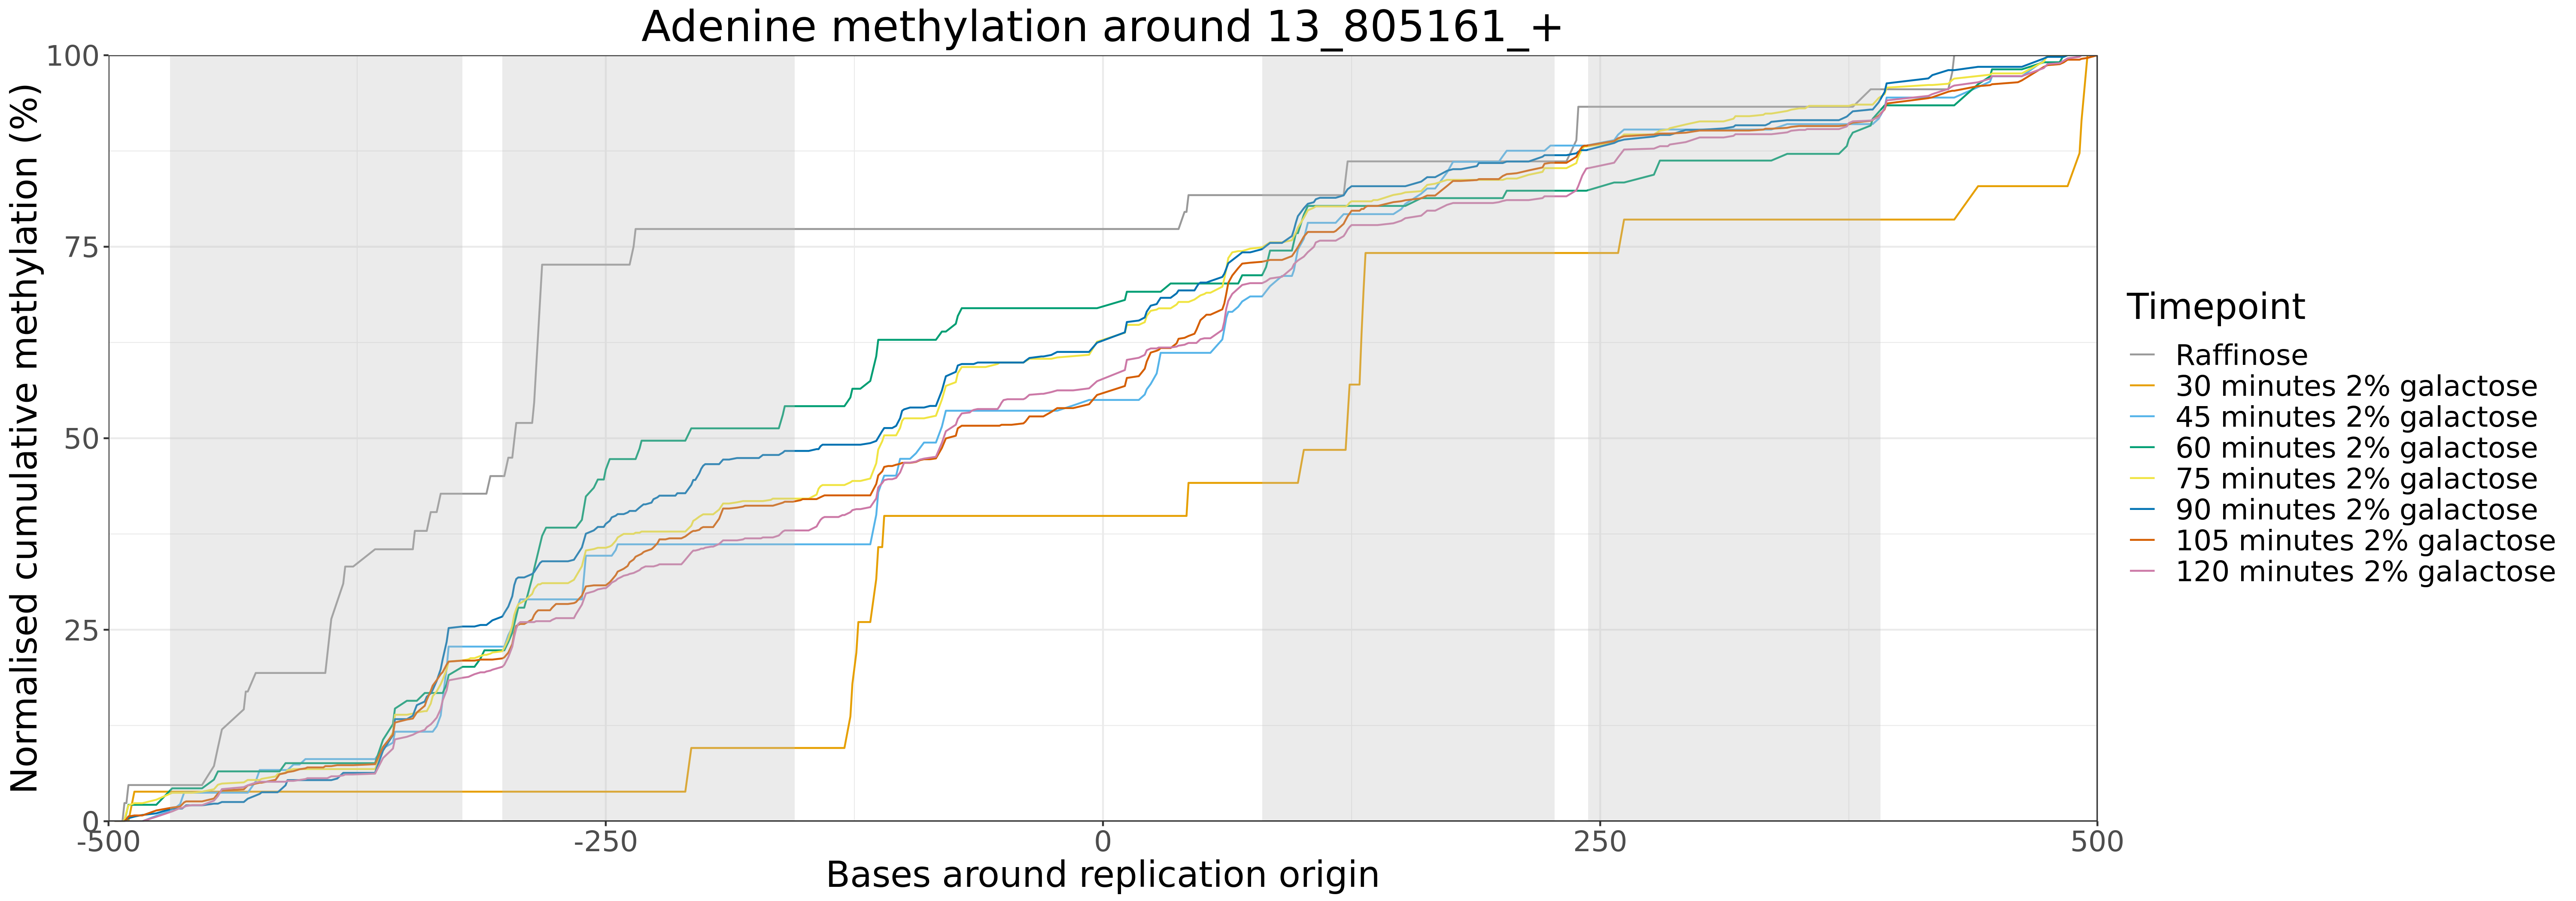 Adenine methylation around 13_805161_+
Normalised cumulative methylation (%)
100
75
50
25
0
-500
-250
0
250
500
Bases around replication origin
Timepoint
Raffinose
30 minutes 2% galactose
45 minutes 2% galactose
60 minutes 2% galactose
75 minutes 2% galactose
90 minutes 2% galactose
105 minutes 2% galactose
120 minutes 2% galactose